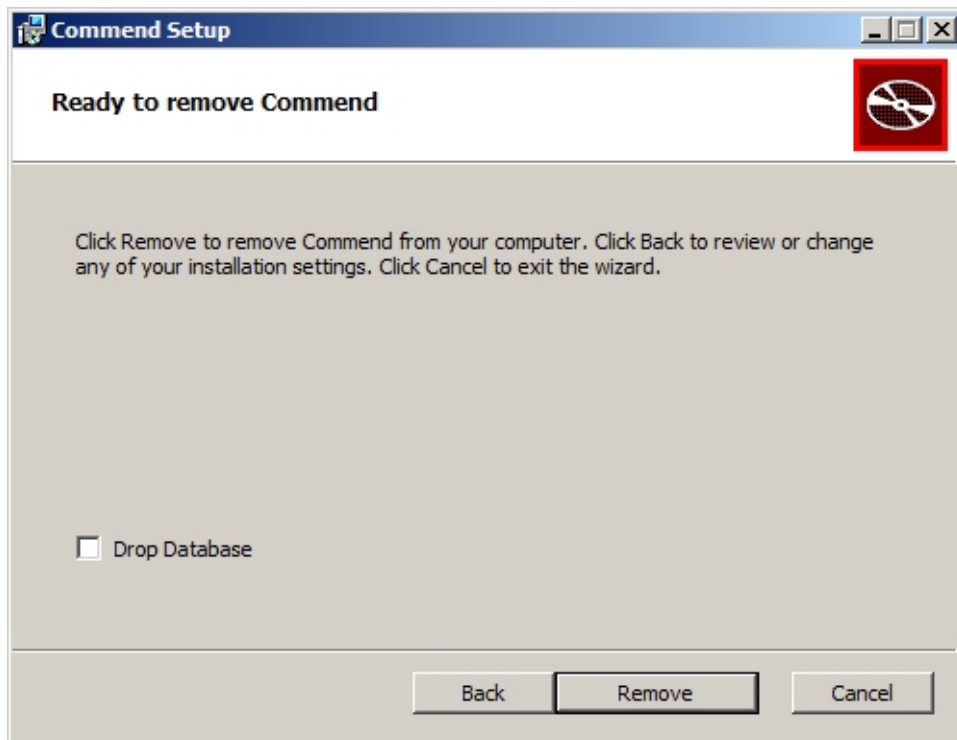 Commend Setup
Ready to remove Commend
Click Remove to remove Commend from your computer. Click Back to review or change
any of your installation settings. Click Cancel to exit the wizard.
Drop Database
Back Remove Cancel